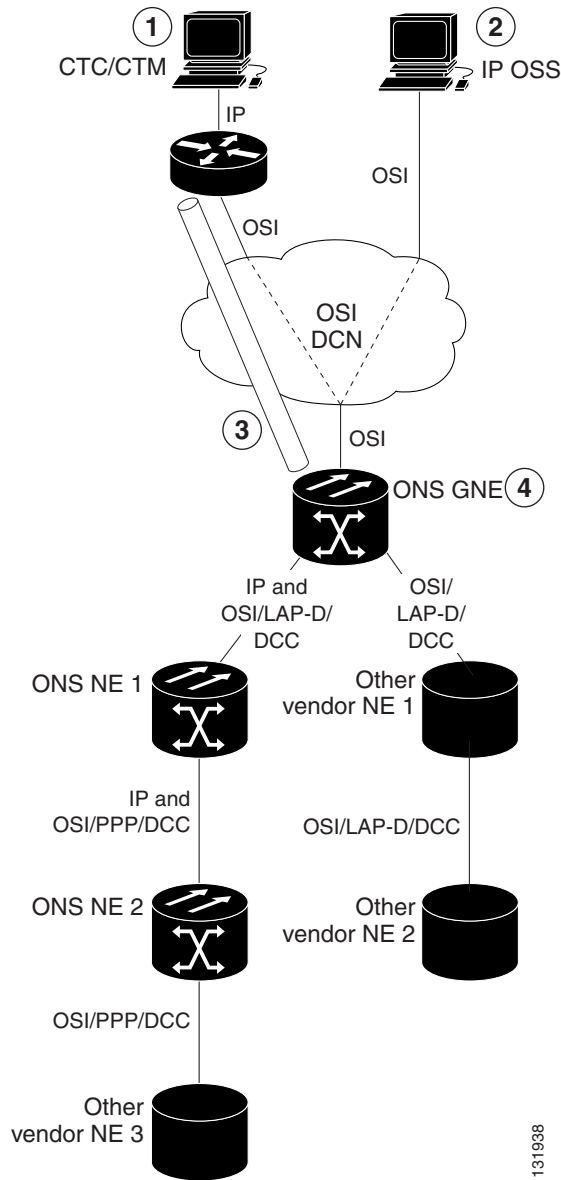 1
2
CTC/CTM
IP OSS
IP
OSI
OSI
OSI
DCN
3
OSI
ONS GNE
4
IP and
OSI/LAP-D/
DCC
OSI/
LAP-D/
DCC
ONS NE 1
Other
vendor NE 1
IP and
OSI/PPP/DCC
OSI/LAP-D/DCC
ONS NE 2
Other
vendor NE 2
OSI/PPP/DCC
Other
vendor NE 3
131938